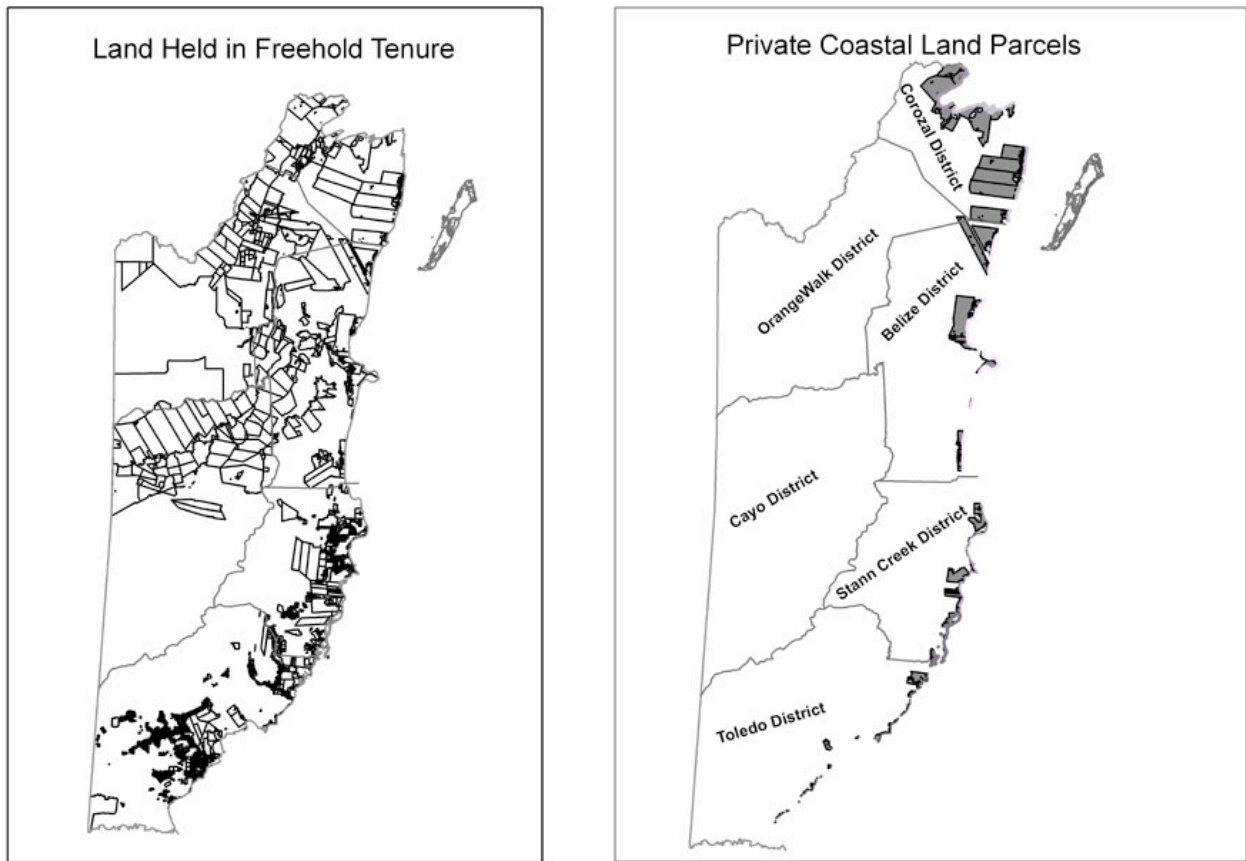 Land Held in Freehold Tenure
Private Coastal Land Parcels
Corozal District
OrangeWalk District
Belize District
Cayo District
Stann Creek District
Toledo District